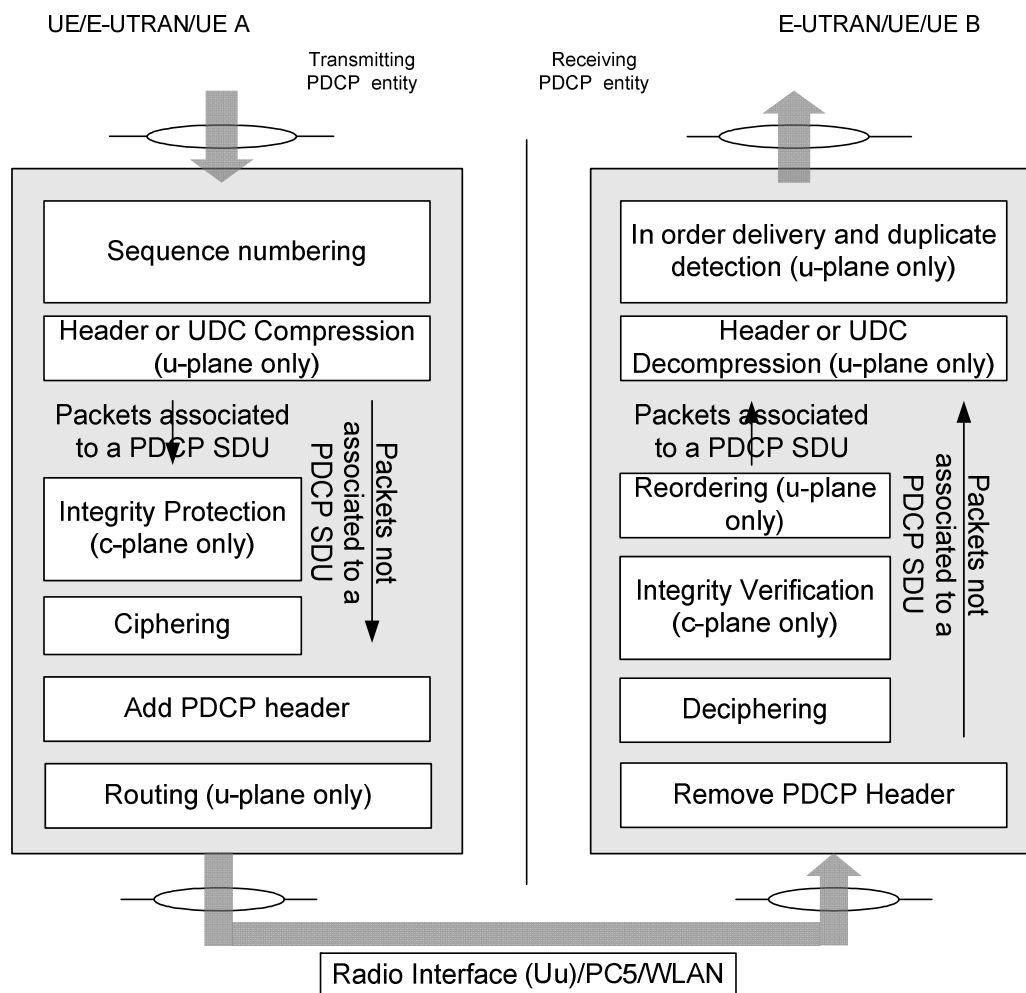 UE/E-UTRAN/UE A
E-UTRAN/UE/UE B
Transmitting
PDCP entity
Receiving
PDCP entity
Sequence numbering
Header or UDC Compression
(u-plane only)
Packets associated
to a PDCP SDU
Packets not
associated to a
PDCP SDU
Integrity Protection
(c-plane only)
Ciphering
Add PDCP header
Routing (u-plane only)
In order delivery and duplicate
detection (u-plane only)
Header or UDC
Decompression (u-plane only)
Packets associated
to a PDCP SDU
Packets not
associated to a
PDCP SDU
Reordering (u-plane
only)
Integrity Verification
(c-plane only)
Deciphering
Remove PDCP Header
Radio Interface (Uu)/PC5/WLAN